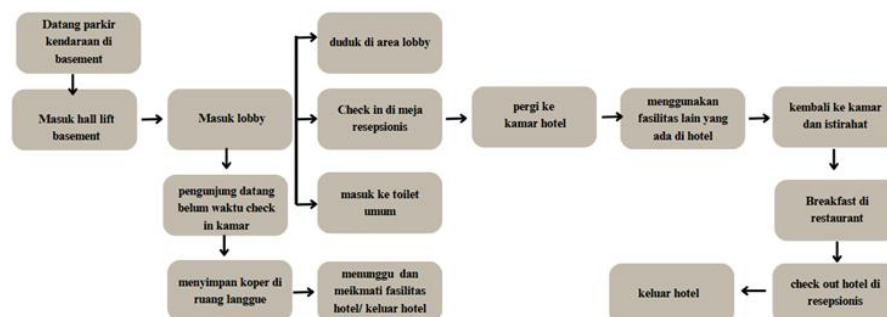 Datang parkir
kendaraan di
basement
Masuk hall lift
basement
Masuk lobby
duduk di area lobby
Check in di meja
resepsionis
masuk ke toilet
umum
pergi ke
kamar hotel
menggunakan
fasilitas lain yang
ada di hotel
kembali ke kamar
dan istirahat
Breakfast di
restaurant
check out hotel di
resepsionis
keluar hotel
pengunjung datang
belum waktu check
in kamar
menyimpan koper di
ruang langgue
menunggu dan
meikmati fasilitas
hotel/ keluar hotel